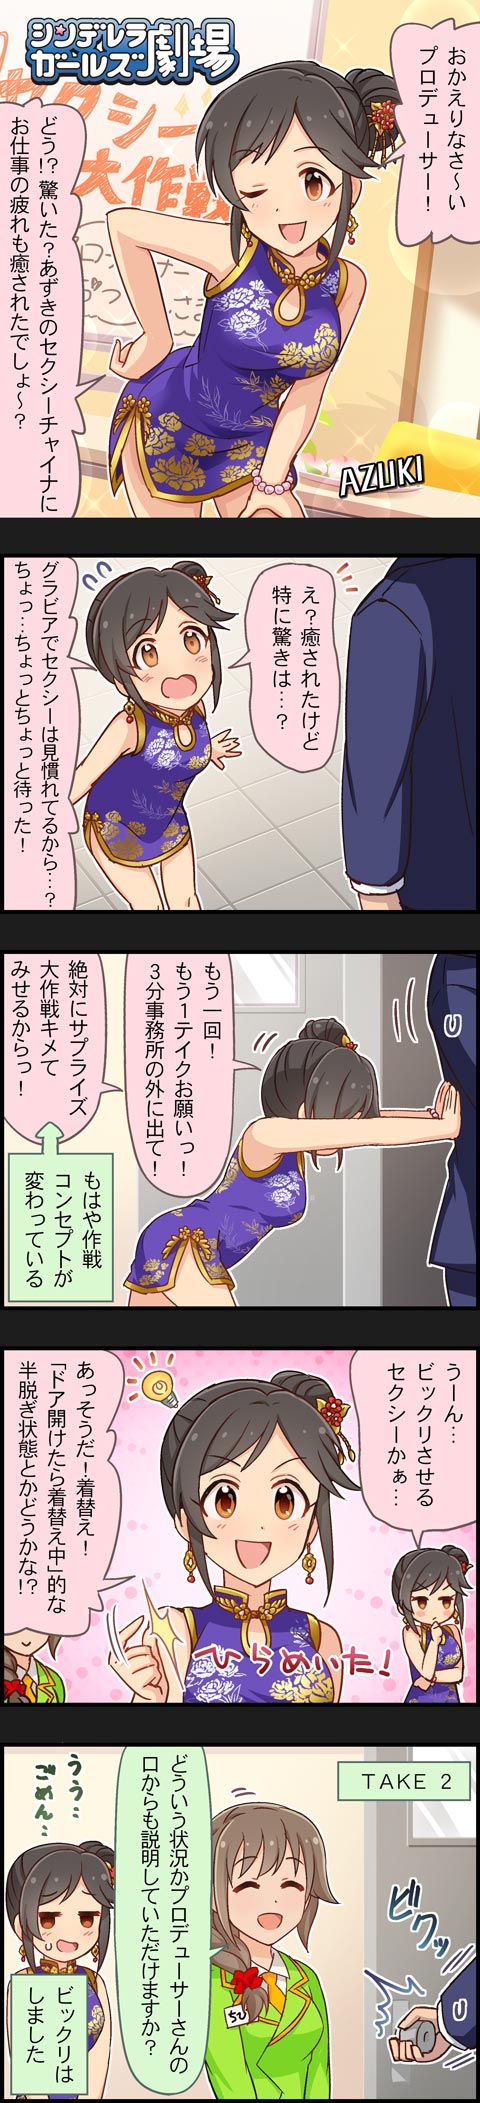 シンデレラ
ガールズ劇場
おかえりなさ～い
プロデューサー！
セクシー
大作戦
どう!?驚いた？あずきのセクシーチャイナに
お仕事の疲れも癒されたでしょ～？
AZUKI
え？癒されたけど
特に驚きは…？
グラビアでセクシーは見慣れてるから…？
ちょっ…ちょっとちょっと待った！
もう一回！
もう1テイクお願いっ！
3分事務所の外に出て！
絶対にサプライズ
大作戦キメて
みせるからっ！
もはや作戦
コンセプトが
変わっている
うーん…
ビックリさせる
セクシーかぁ…
あっそうだ！着替え！
「ドア開けたら着替え中」的な
半脱ぎ状態とかどうかな!?
ひらめいた！
TAKE 2
ビクッ
どういう状況かプロデューサーさんの
口からも説明していただけますか？
うう…
ごめん…
ビックリは
しました